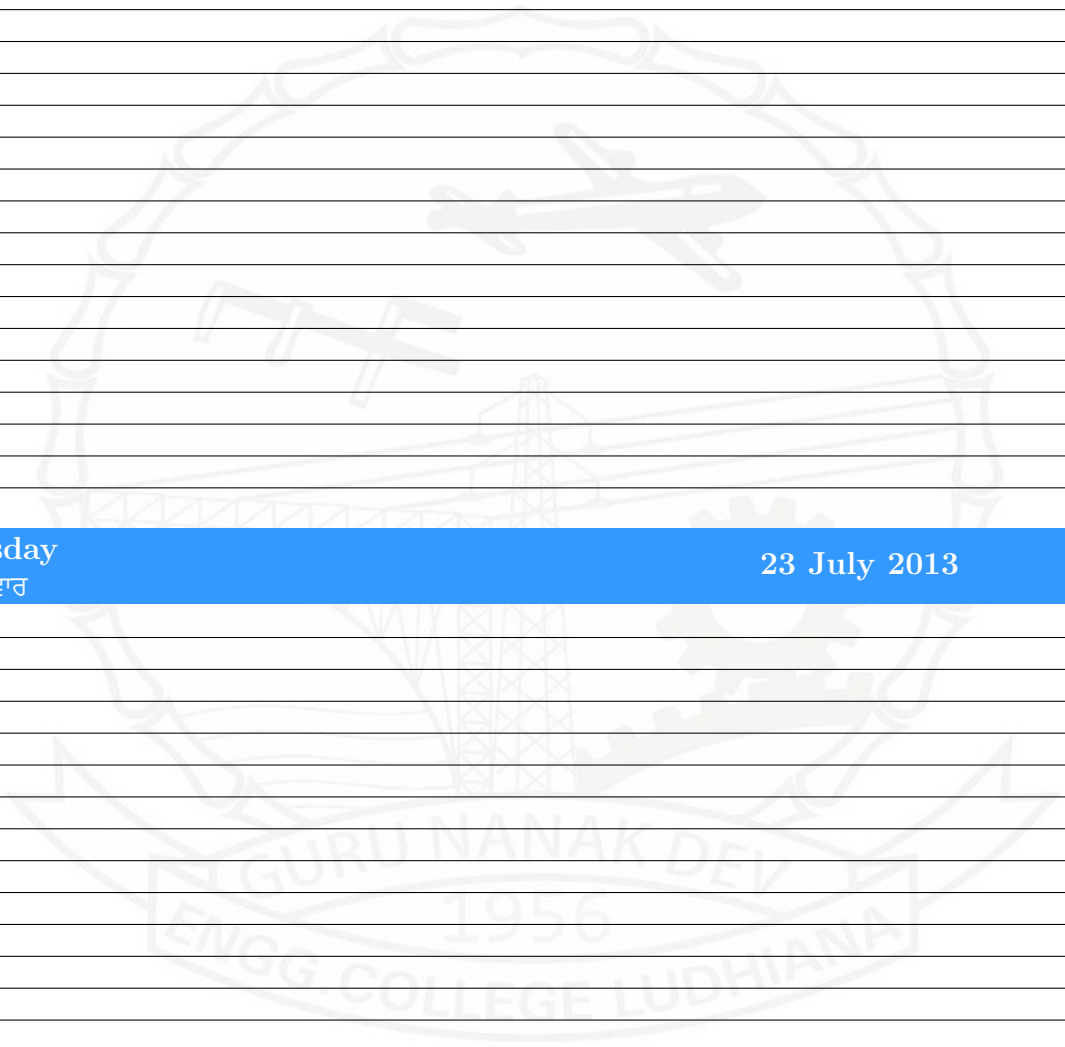 sday
ਵਾਰ
23 July 2013
GURU NANAK DEV
1956
ENGG. COLLEGE LUDHIANA